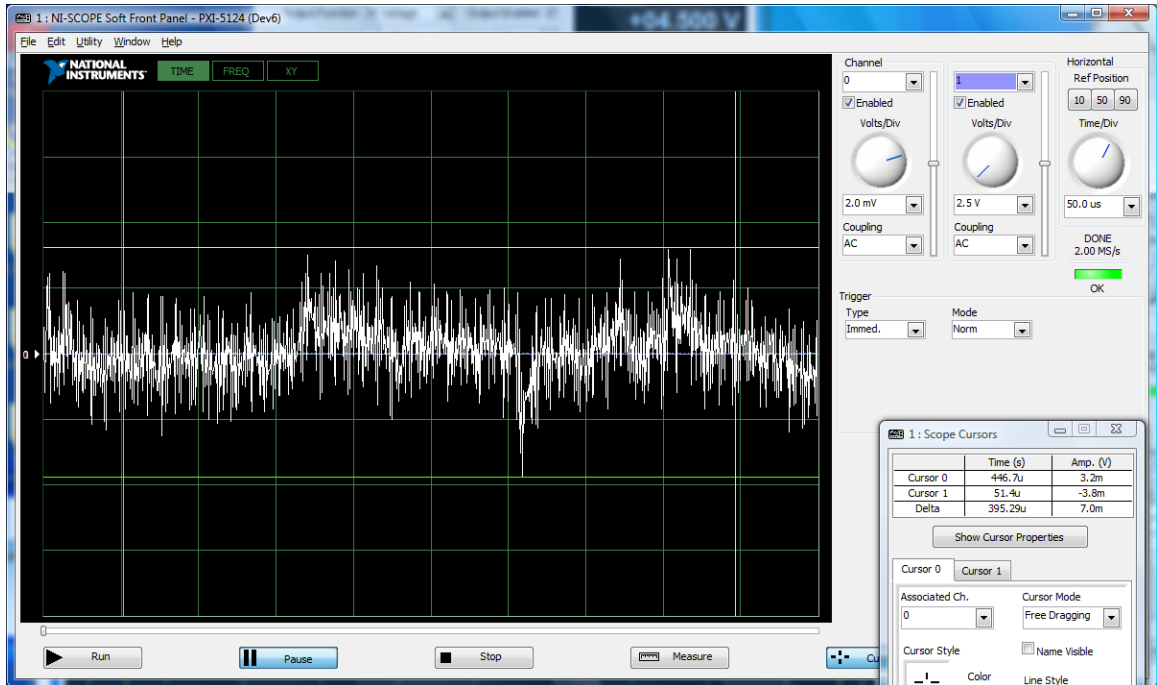 +04.500 V
1 : NI-SCOPE Soft Front Panel - PXI-5124 (Dev6)
File Edit Utility Window Help
NATIONAL
INSTRUMENTS
TIME FREQ XY
Channel
0
Enabled
Volts/Div
2.0 mV
Coupling
AC
1
Enabled
Volts/Div
2.5 V
Coupling
AC
Horizontal
Ref Position
10 50 90
Time/Div
50.0 us
DONE
2.00 MS/s
OK
Trigger
Type
Immed.
Mode
Norm
0
1 : Scope Cursors
Time (s) Amp. (V)
Cursor 0 446.7u 3.2m
Cursor 1 51.4u -3.8m
Delta 395.29u 7.0m
Show Cursor Properties
Cursor 0 Cursor 1
Associated Ch.
0
Cursor Mode
Free Dragging
Cursor Style
Name Visible
Color
Line Style
Run Pause Stop Measure Cu